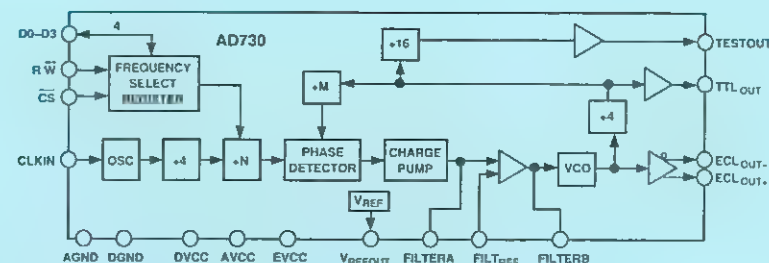 AD730
D0–D3
4
R/W
CS
CLKIN
FREQUENCY
SELECT
OSC
÷4
÷N
÷M
÷16
PHASE
DETECTOR
CHARGE
PUMP
VREF
VCO
÷4
TESTOUT
TTLOUT
ECLOUT-
ECLOUT+
AGND
DGND
DVCC
AVCC
EVCC
VREFOUT
FILTERA
FILTREF
FILTERB